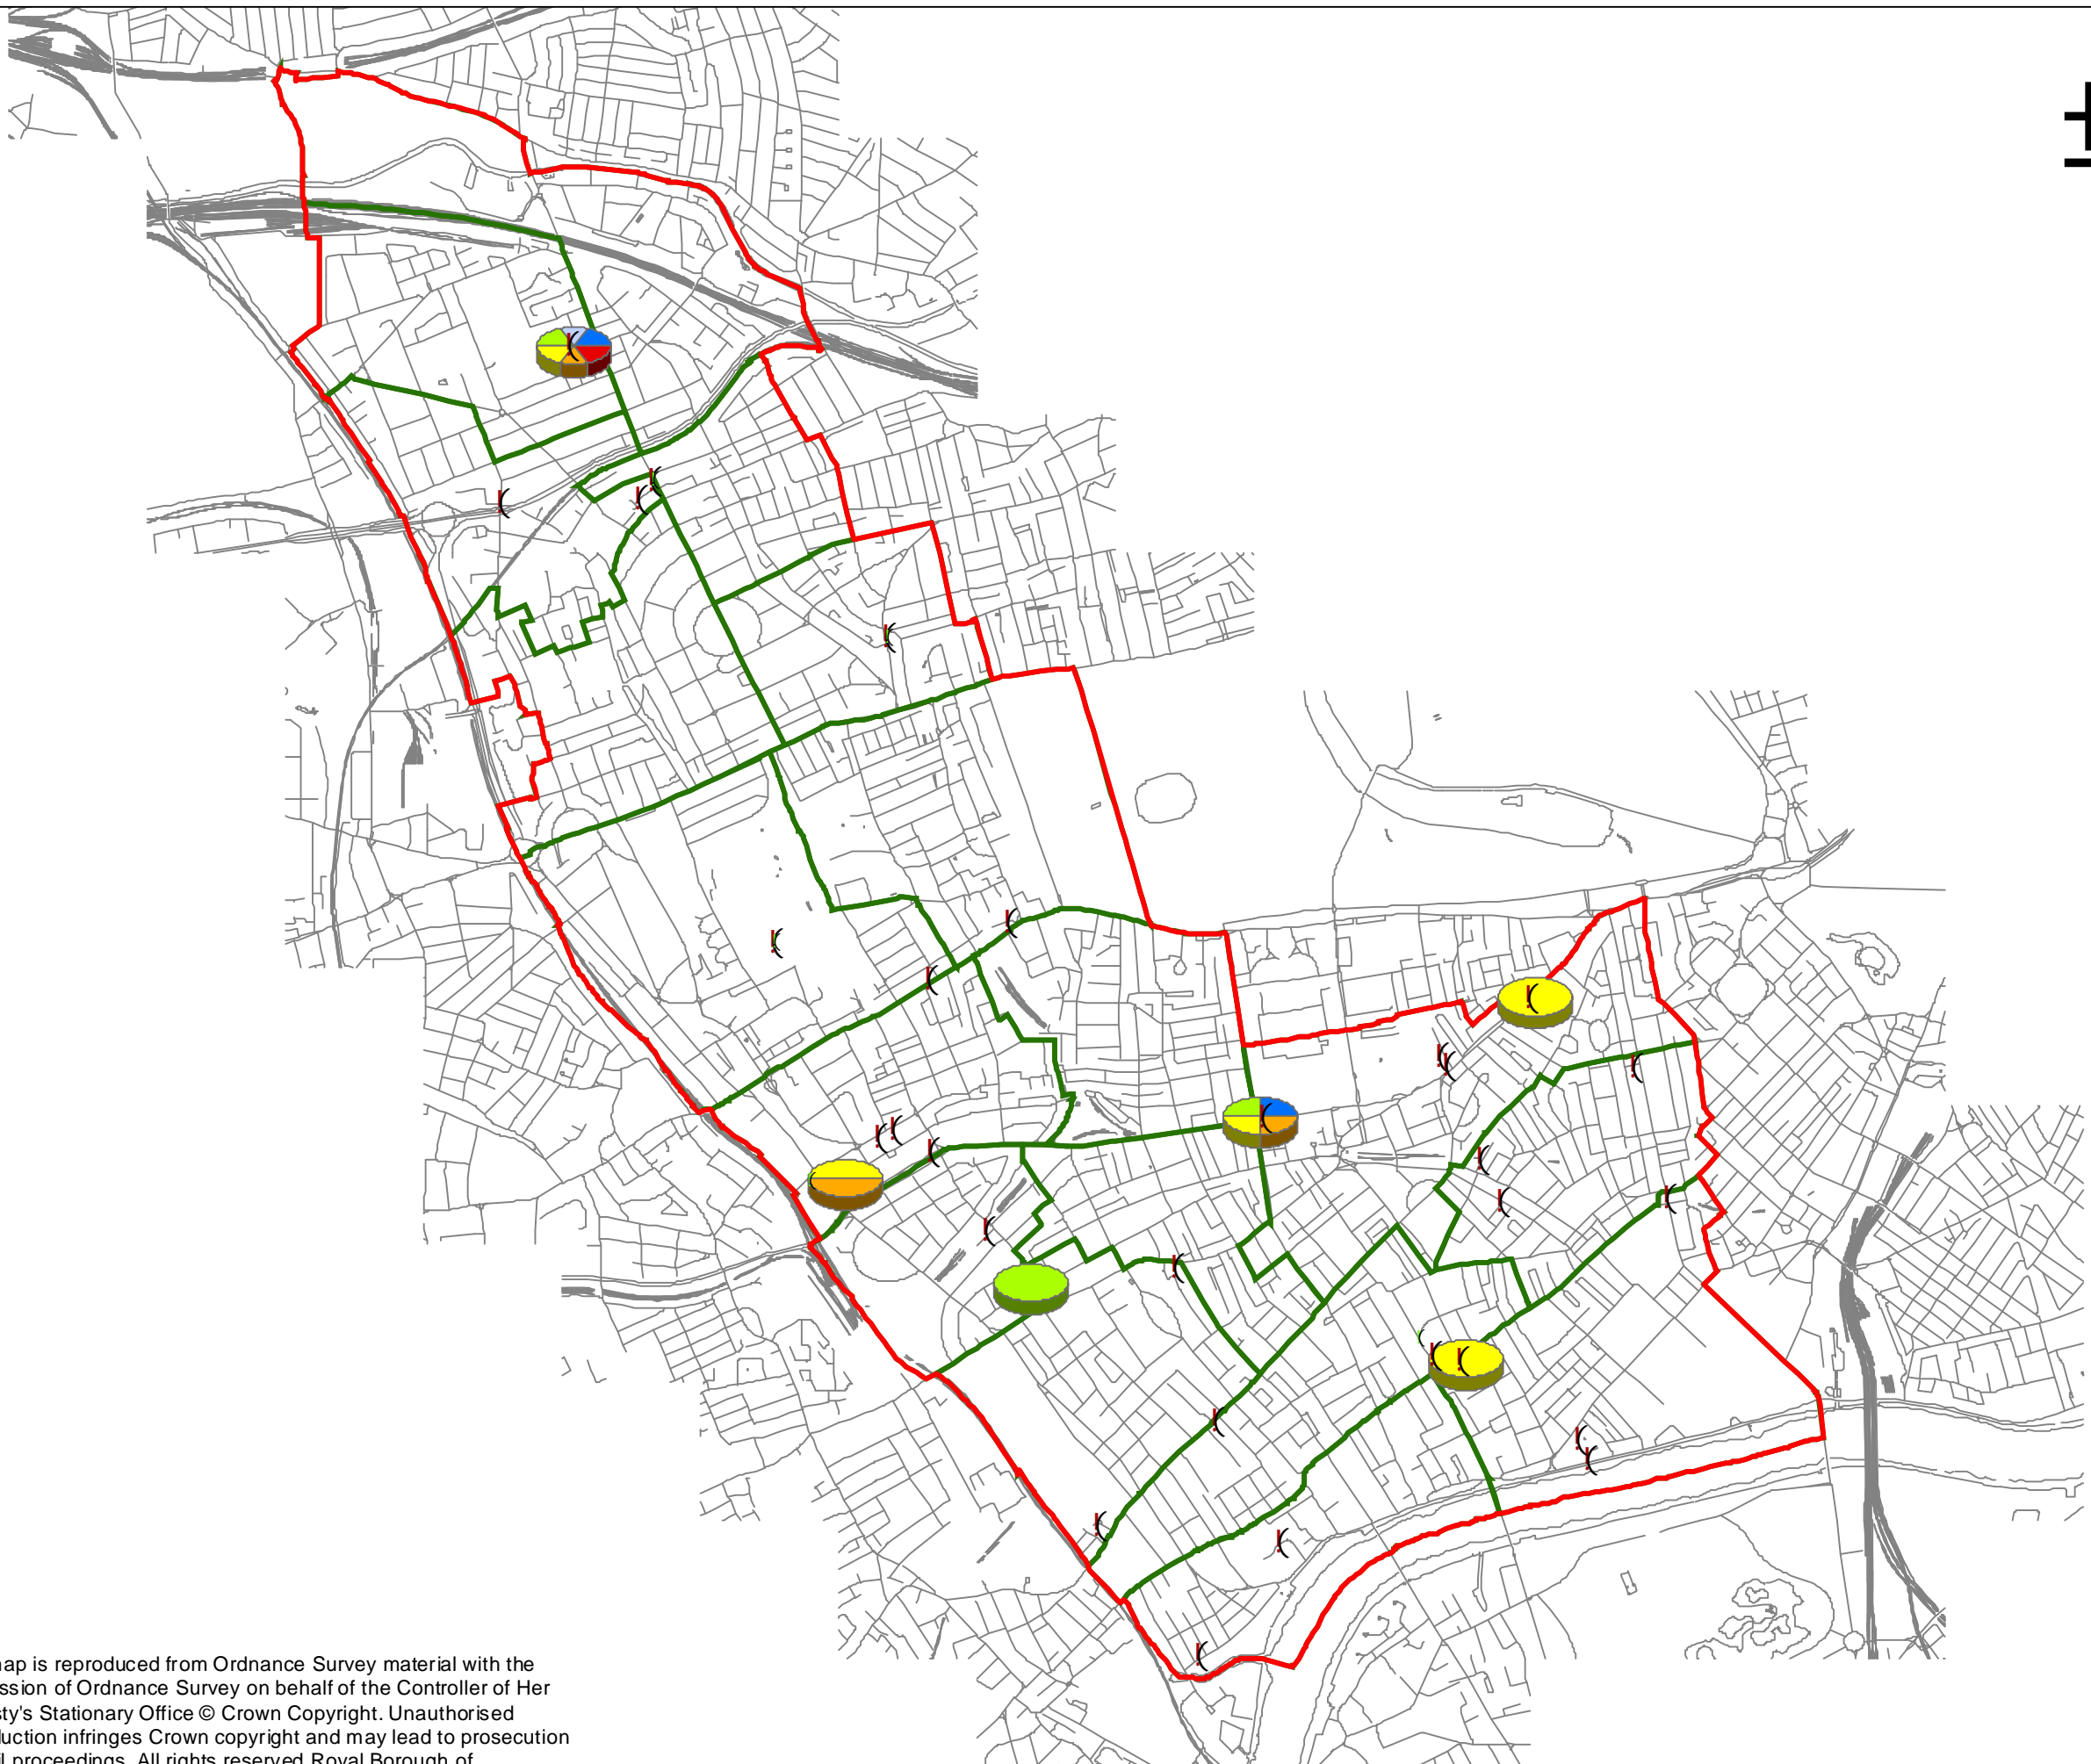 ap is reproduced from Ordnance Survey material with the
ssion of Ordnance Survey on behalf of the Controller of Her
ty's Stationary Office © Crown Copyright. Unauthorised
uction infringes Crown copyright and may lead to prosecution
l proceedings. All rights reserved Royal Borough of